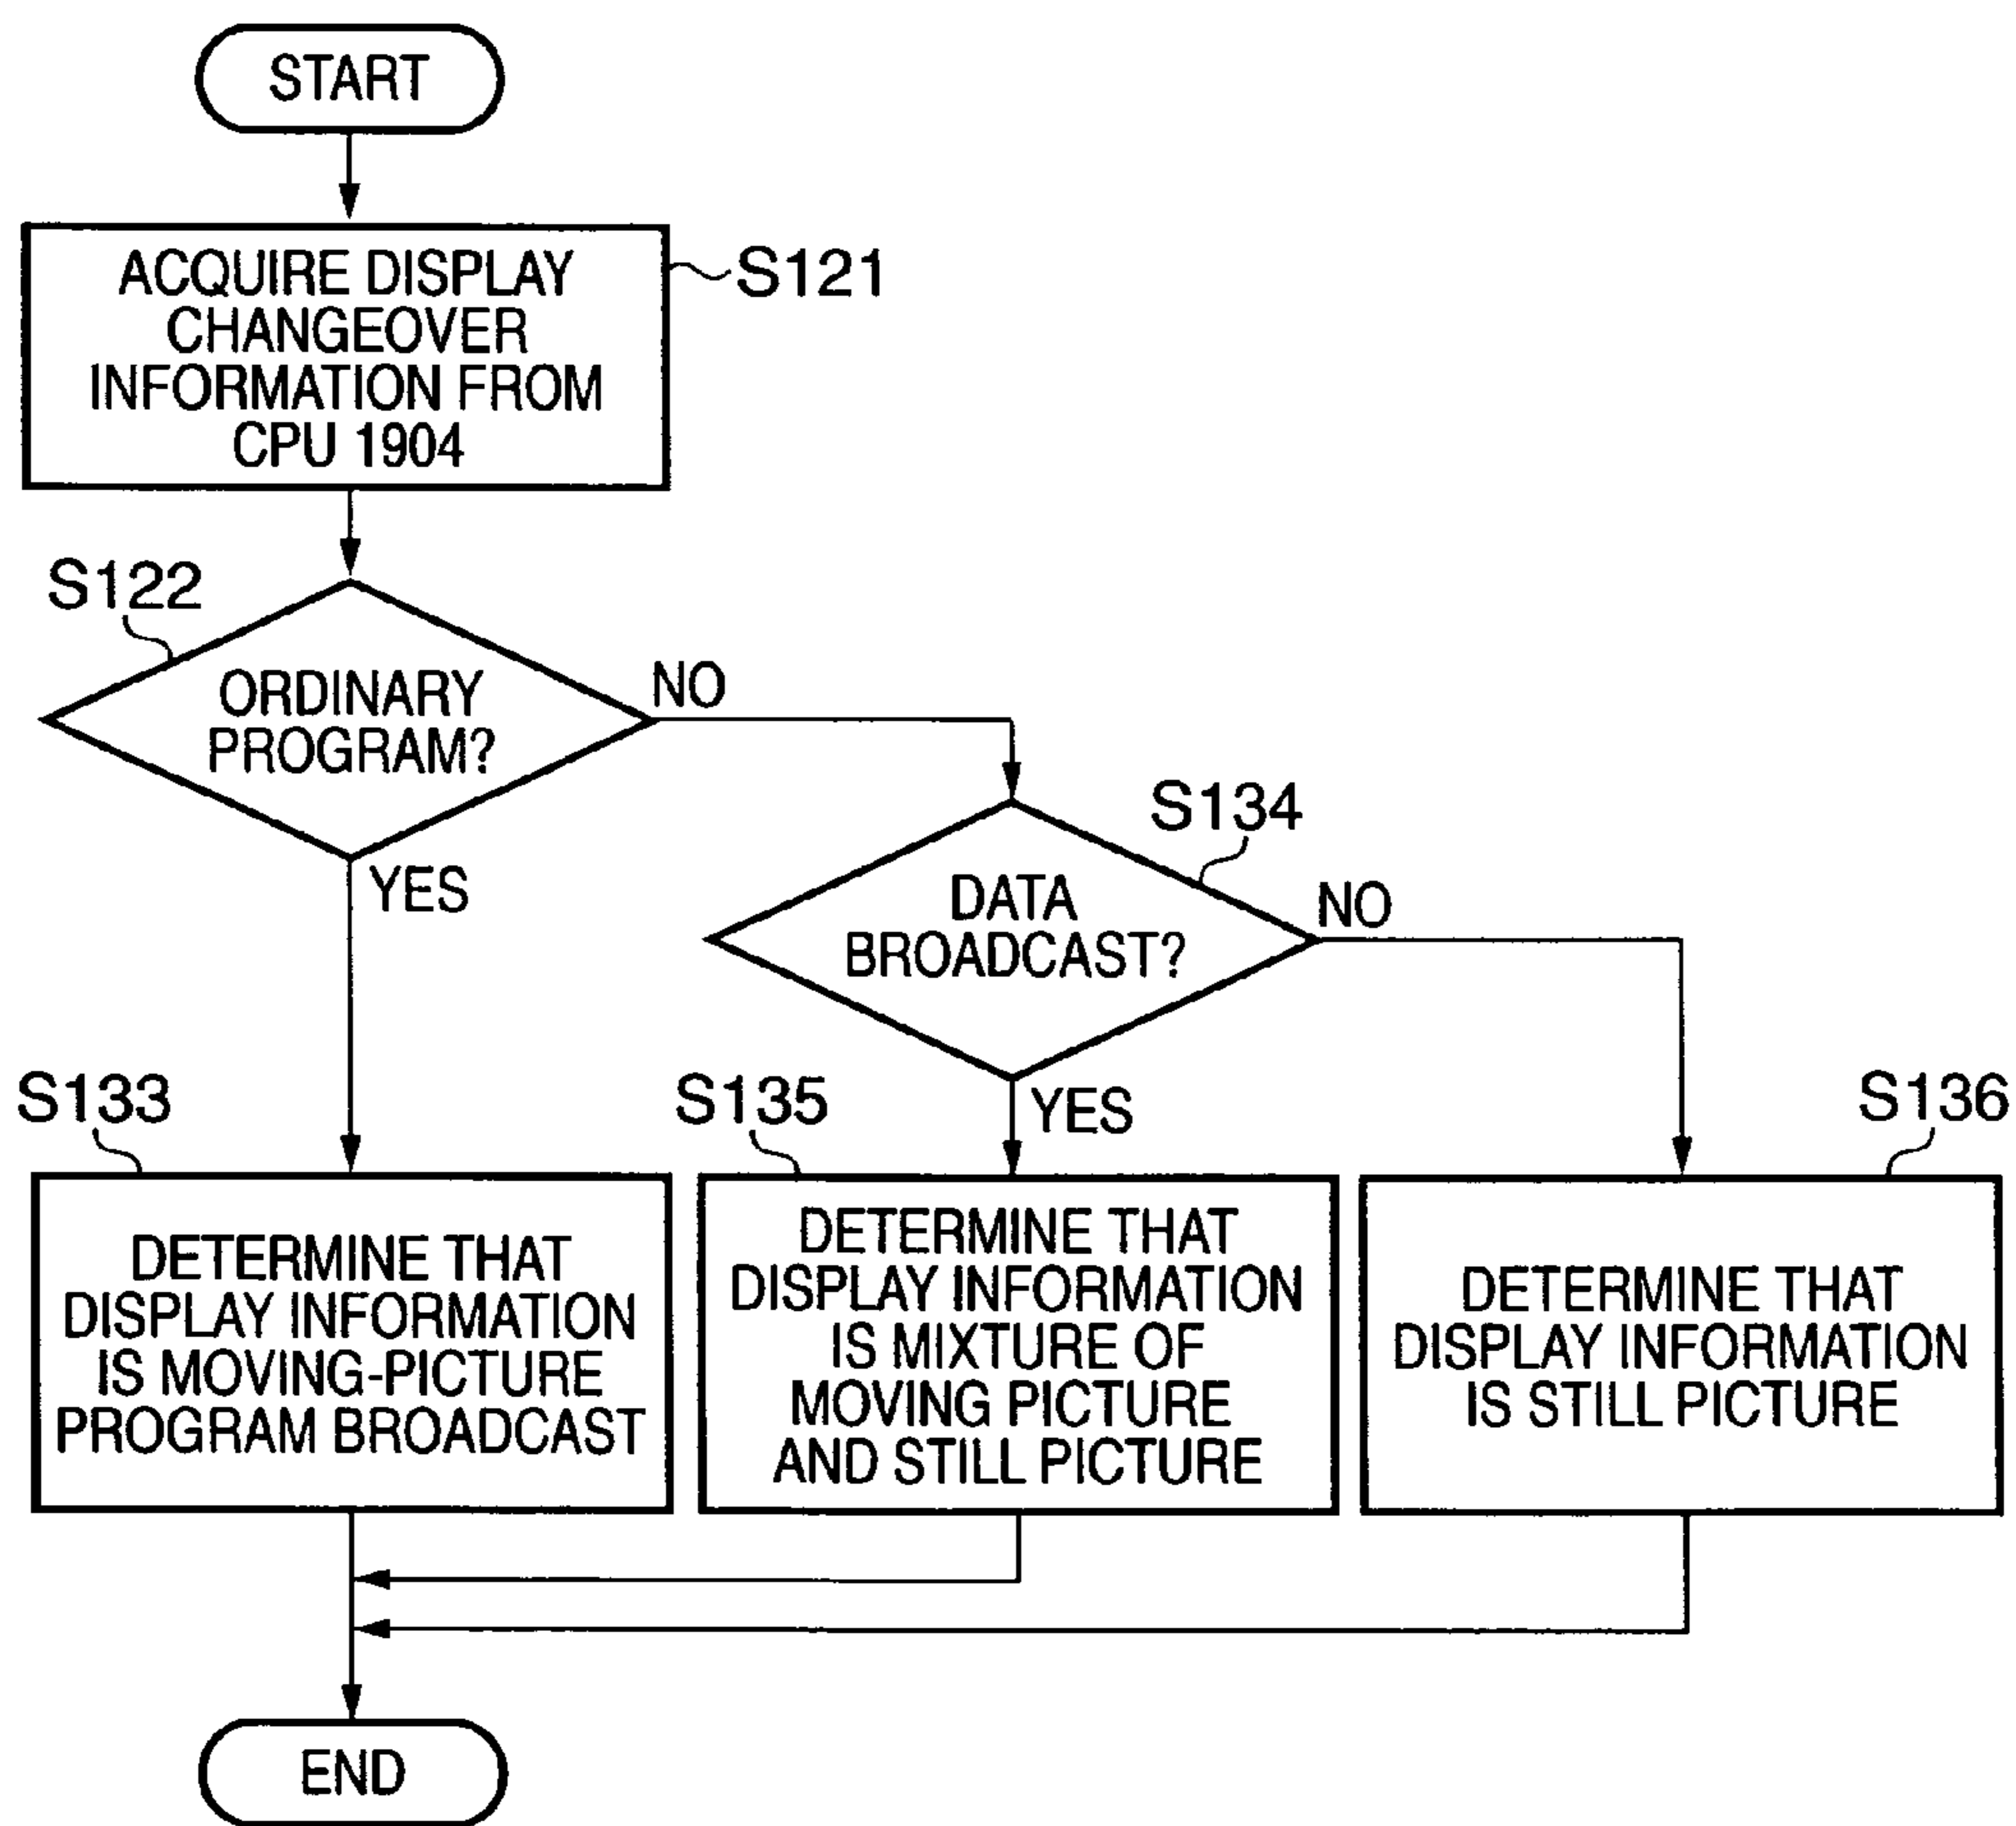 START
ACQUIRE DISPLAY
CHANGEOVER
INFORMATION FROM
CPU 1904
S121
S122
ORDINARY
PROGRAM?
NO
YES
S134
DATA
BROADCAST?
NO
YES
S133
DETERMINE THAT
DISPLAY INFORMATION
IS MOVING-PICTURE
PROGRAM BROADCAST
S135
DETERMINE THAT
DISPLAY INFORMATION
IS MIXTURE OF
MOVING PICTURE
AND STILL PICTURE
S136
DETERMINE THAT
DISPLAY INFORMATION
IS STILL PICTURE
END